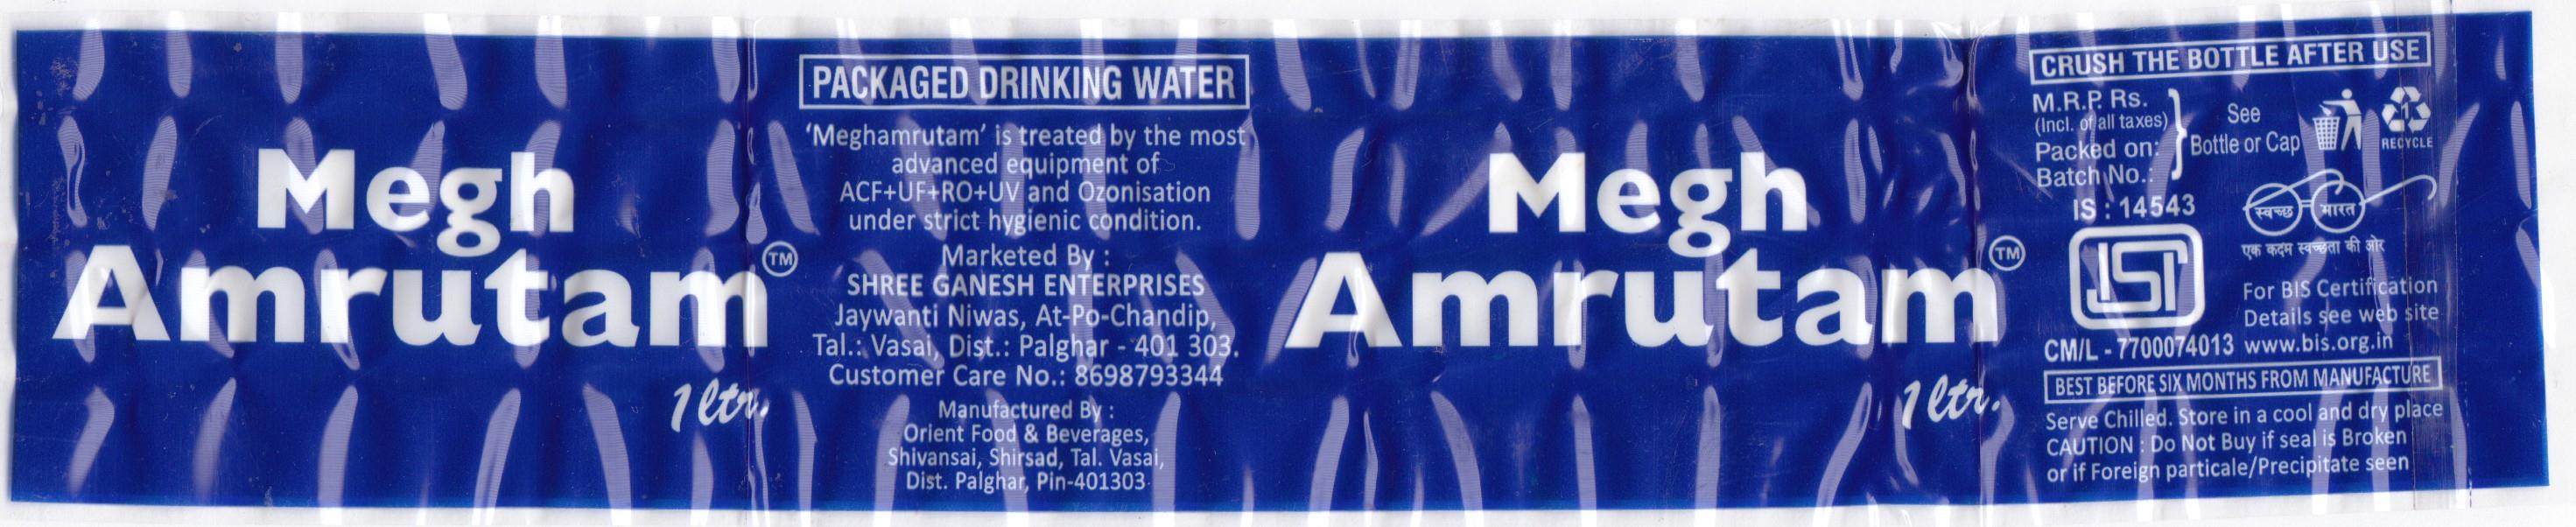 Megh
Amrutam™
1 ltr.
PACKAGED DRINKING WATER
‘Meghamrutam’ is treated by the most
advanced equipment of
ACF+UF+RO+UV and Ozonisation
under strict hygienic condition.
Marketed By :
SHREE GANESH ENTERPRISES
Jaywanti Niwas, At-Po-Chandip,
Tal.: Vasai, Dist.: Palghar - 401 303.
Customer Care No.: 8698793344
Manufactured By :
Orient Food & Beverages,
Shivansai, Shirsad, Tal. Vasai,
Dist. Palghar, Pin-401303
Megh
Amrutam™
1 ltr.
CRUSH THE BOTTLE AFTER USE
M.R.P. Rs.
(Incl. of all taxes)
Packed on:
Batch No.:
See
Bottle or Cap
1
RECYCLE
IS : 14543
ISI
CM/L - 7700074013
स्वच्छ भारत
एक कदम स्वच्छता की ओर
For BIS Certification
Details see web site
www.bis.org.in
BEST BEFORE SIX MONTHS FROM MANUFACTURE
Serve Chilled. Store in a cool and dry place
CAUTION : Do Not Buy if seal is Broken
or if Foreign particale/Precipitate seen